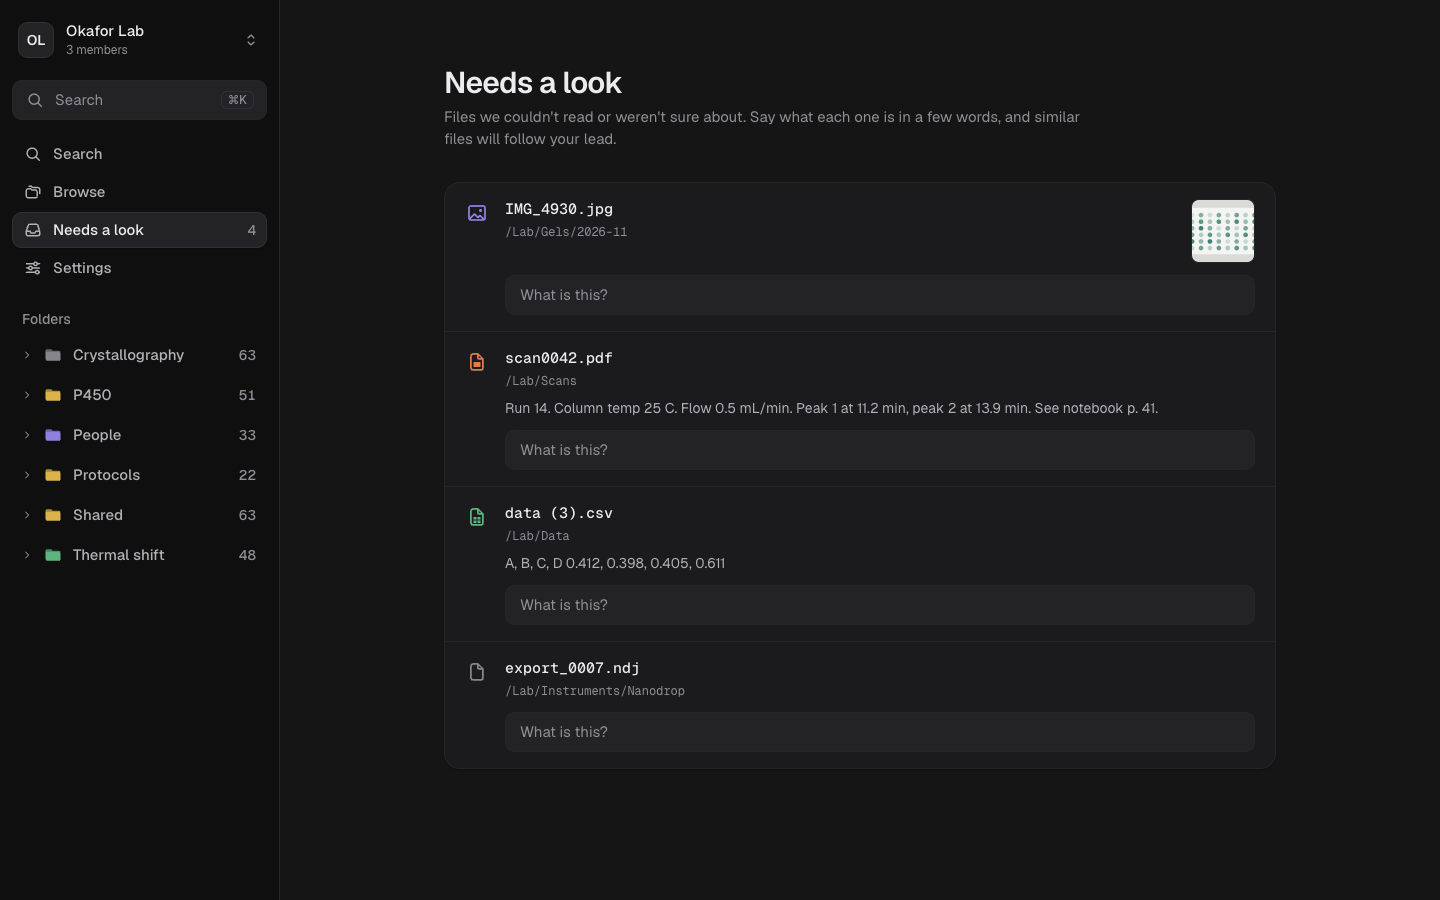 OL
Okafor Lab
3 members
Search
⌘K
Search
Browse
Needs a look 4
Settings
Folders
Crystallography 63
P450 51
People 33
Protocols 22
Shared 63
Thermal shift 48
Needs a look
Files we couldn't read or weren't sure about. Say what each one is in a few words, and similar
files will follow your lead.
IMG_4930.jpg
/Lab/Gels/2026-11
What is this?
scan0042.pdf
/Lab/Scans
Run 14. Column temp 25 C. Flow 0.5 mL/min. Peak 1 at 11.2 min, peak 2 at 13.9 min. See notebook p. 41.
What is this?
data (3).csv
/Lab/Data
A, B, C, D 0.412, 0.398, 0.405, 0.611
What is this?
export_0007.ndj
/Lab/Instruments/Nanodrop
What is this?